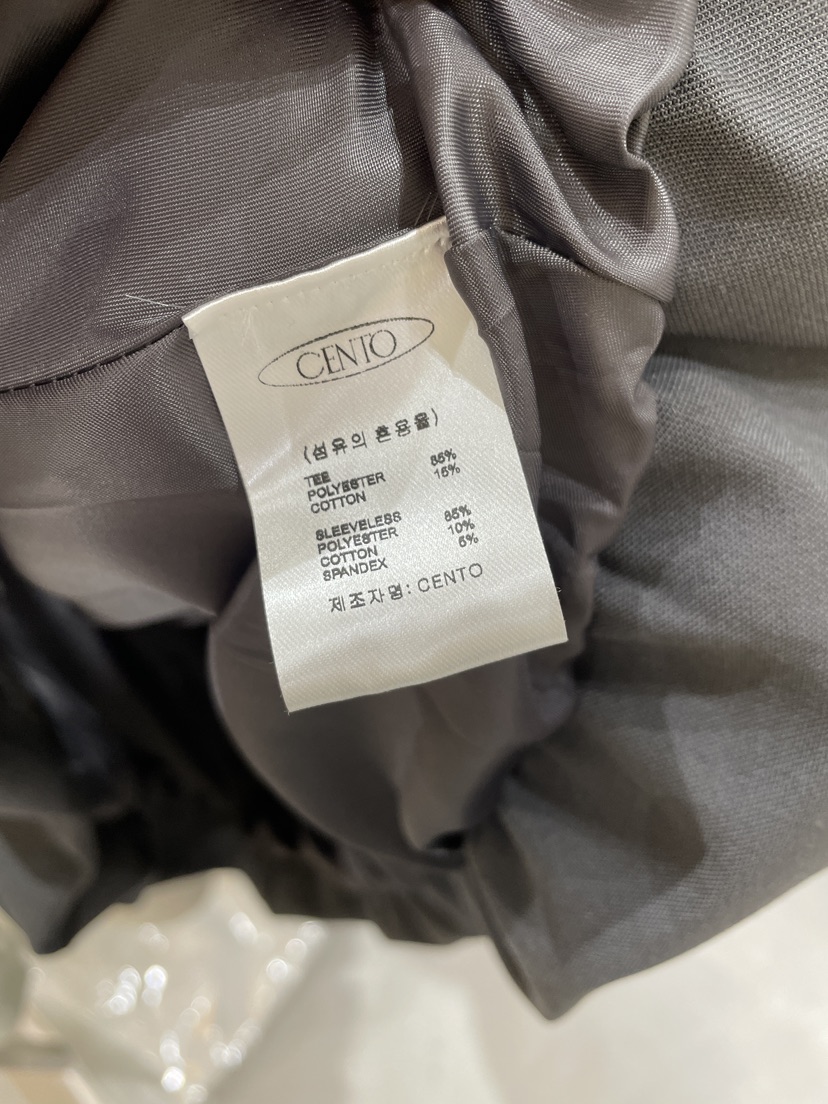 CENTO
(섬유의 혼용율)
TEE
POLYESTER 85%
COTTON 15%
SLEEVELESS
POLYESTER 85%
COTTON 10%
SPANDEX 5%
제조자명: CENTO